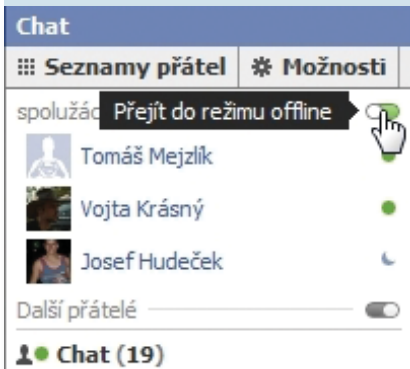 Chat
Seznamy přátel Možnosti
Přejít do režimu offline
Tomáš Mejzlík
Vojta Krásný
Josef Hudeček
Další přátelé
Chat (19)